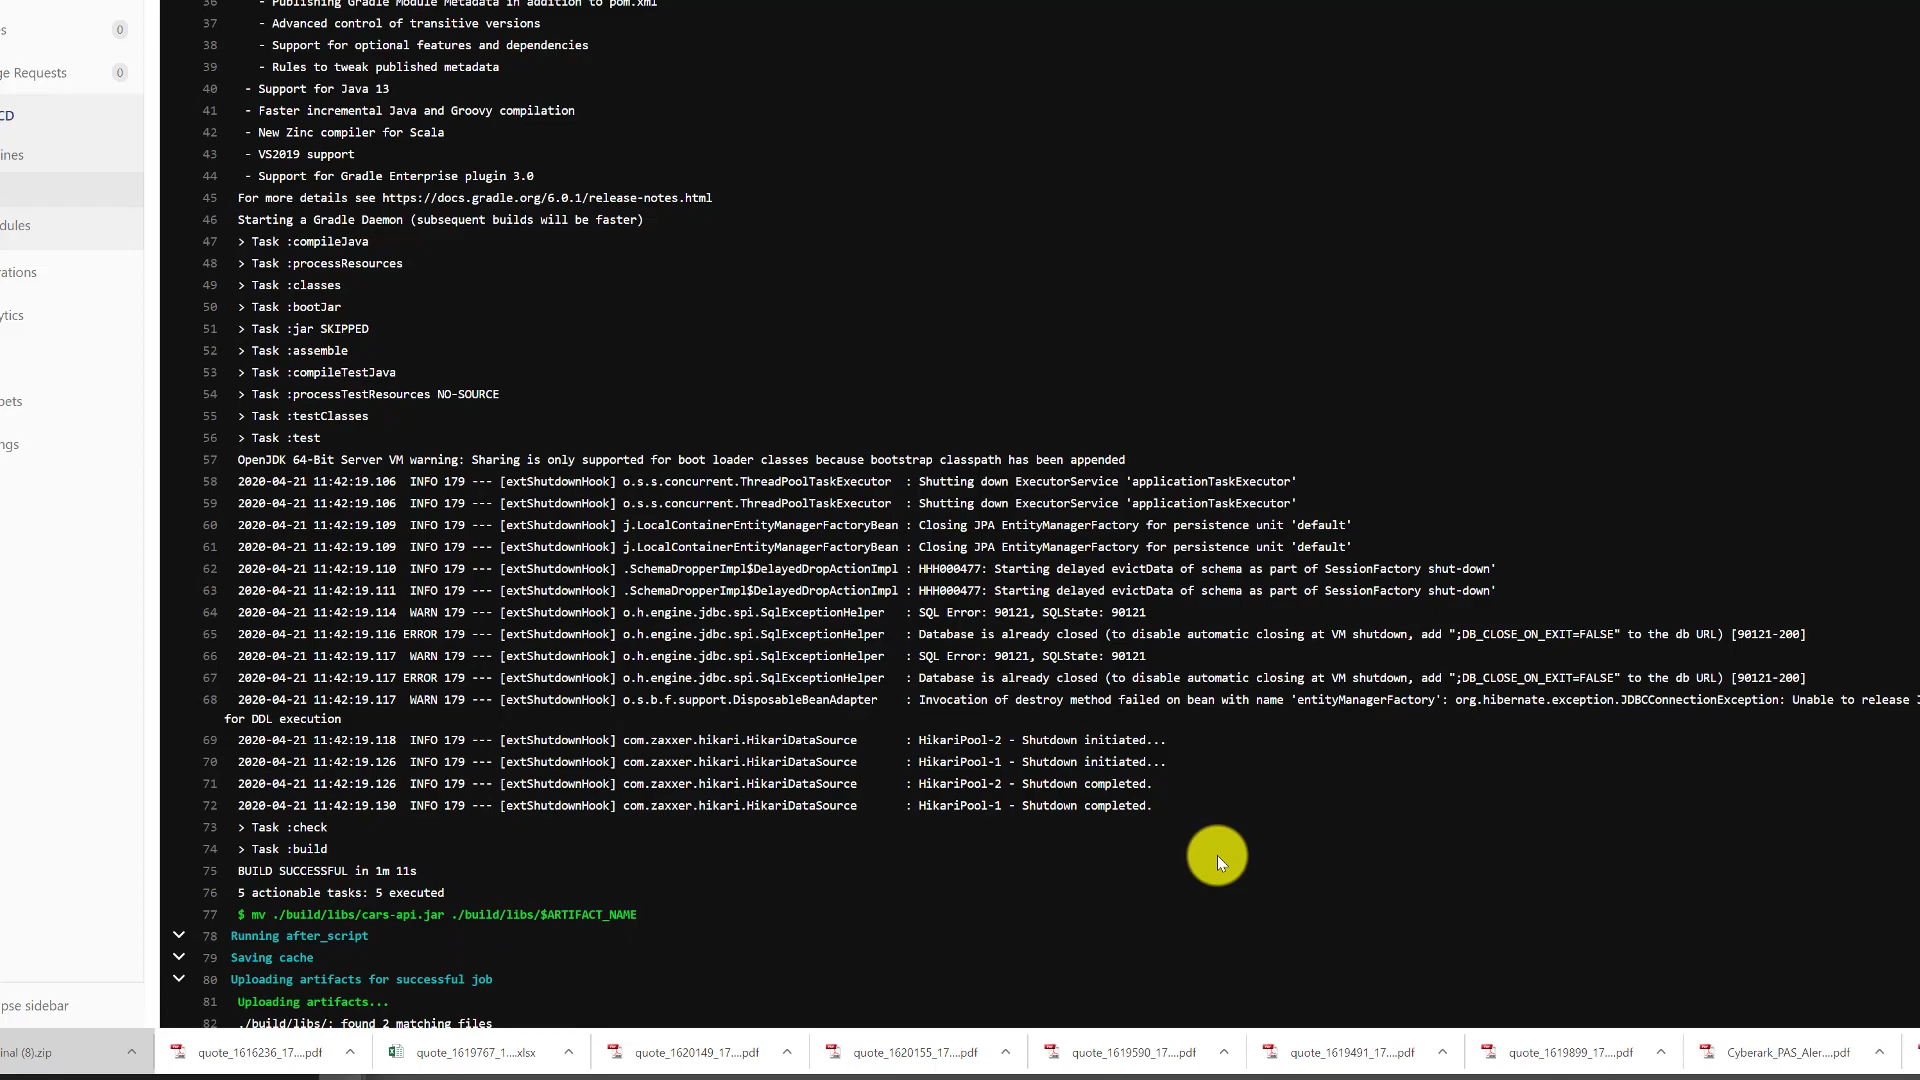 36 - Publishing Gradle Module Metadata in addition to pom.xml
es 0
37 - Advanced control of transitive versions
38 - Support for optional features and dependencies
39 - Rules to tweak published metadata
ge Requests 0
40 - Support for Java 13
41 - Faster incremental Java and Groovy compilation
CD
42 - New Zinc compiler for Scala
43 - VS2019 support
ines
44 - Support for Gradle Enterprise plugin 3.0
45 For more details see https://docs.gradle.org/6.0.1/release-notes.html
46 Starting a Gradle Daemon (subsequent builds will be faster)
dules
47 > Task :compileJava
48 > Task :processResources
rations
49 > Task :classes
50 > Task :bootJar
ytics
51 > Task :jar SKIPPED
52 > Task :assemble
53 > Task :compileTestJava
54 > Task :processTestResources NO-SOURCE
pets
55 > Task :testClasses
56 > Task :test
ngs
57 OpenJDK 64-Bit Server VM warning: Sharing is only supported for boot loader classes because bootstrap classpath has been appended
58 2020-04-21 11:42:19.106 INFO 179 --- [extShutdownHook] o.s.s.concurrent.ThreadPoolTaskExecutor : Shutting down ExecutorService 'applicationTaskExecutor'
59 2020-04-21 11:42:19.106 INFO 179 --- [extShutdownHook] o.s.s.concurrent.ThreadPoolTaskExecutor : Shutting down ExecutorService 'applicationTaskExecutor'
60 2020-04-21 11:42:19.109 INFO 179 --- [extShutdownHook] j.LocalContainerEntityManagerFactoryBean : Closing JPA EntityManagerFactory for persistence unit 'default'
61 2020-04-21 11:42:19.109 INFO 179 --- [extShutdownHook] j.LocalContainerEntityManagerFactoryBean : Closing JPA EntityManagerFactory for persistence unit 'default'
62 2020-04-21 11:42:19.110 INFO 179 --- [extShutdownHook] .SchemaDropperImpl$DelayedDropActionImpl : HHH000477: Starting delayed evictData of schema as part of SessionFactory shut-down'
63 2020-04-21 11:42:19.111 INFO 179 --- [extShutdownHook] .SchemaDropperImpl$DelayedDropActionImpl : HHH000477: Starting delayed evictData of schema as part of SessionFactory shut-down'
64 2020-04-21 11:42:19.114 WARN 179 --- [extShutdownHook] o.h.engine.jdbc.spi.SqlExceptionHelper : SQL Error: 90121, SQLState: 90121
65 2020-04-21 11:42:19.116 ERROR 179 --- [extShutdownHook] o.h.engine.jdbc.spi.SqlExceptionHelper : Database is already closed (to disable automatic closing at VM shutdown, add ";DB_CLOSE_ON_EXIT=FALSE" to the db URL) [90121-200]
66 2020-04-21 11:42:19.117 WARN 179 --- [extShutdownHook] o.h.engine.jdbc.spi.SqlExceptionHelper : SQL Error: 90121, SQLState: 90121
67 2020-04-21 11:42:19.117 ERROR 179 --- [extShutdownHook] o.h.engine.jdbc.spi.SqlExceptionHelper : Database is already closed (to disable automatic closing at VM shutdown, add ";DB_CLOSE_ON_EXIT=FALSE" to the db URL) [90121-200]
68 2020-04-21 11:42:19.117 WARN 179 --- [extShutdownHook] o.s.b.f.support.DisposableBeanAdapter : Invocation of destroy method failed on bean with name 'entityManagerFactory': org.hibernate.exception.JDBCConnectionException: Unable to release J
for DDL execution
69 2020-04-21 11:42:19.118 INFO 179 --- [extShutdownHook] com.zaxxer.hikari.HikariDataSource : HikariPool-2 - Shutdown initiated...
70 2020-04-21 11:42:19.126 INFO 179 --- [extShutdownHook] com.zaxxer.hikari.HikariDataSource : HikariPool-1 - Shutdown initiated...
71 2020-04-21 11:42:19.126 INFO 179 --- [extShutdownHook] com.zaxxer.hikari.HikariDataSource : HikariPool-2 - Shutdown completed.
72 2020-04-21 11:42:19.130 INFO 179 --- [extShutdownHook] com.zaxxer.hikari.HikariDataSource : HikariPool-1 - Shutdown completed.
73 > Task :check
74 > Task :build
75 BUILD SUCCESSFUL in 1m 11s
76 5 actionable tasks: 5 executed
77 $ mv ./build/libs/cars-api.jar ./build/libs/$ARTIFACT_NAME
78 Running after_script
79 Saving cache
80 Uploading artifacts for successful job
81 Uploading artifacts...
pse sidebar
82 ./build/libs/: found 2 matching files
inal (8).zip quote_1616236_17....pdf quote_1619767_1....xlsx quote_1620149_17....pdf quote_1620155_17....pdf quote_1619590_17....pdf quote_1619491_17....pdf quote_1619899_17....pdf Cyberark_PAS_Aler....pdf